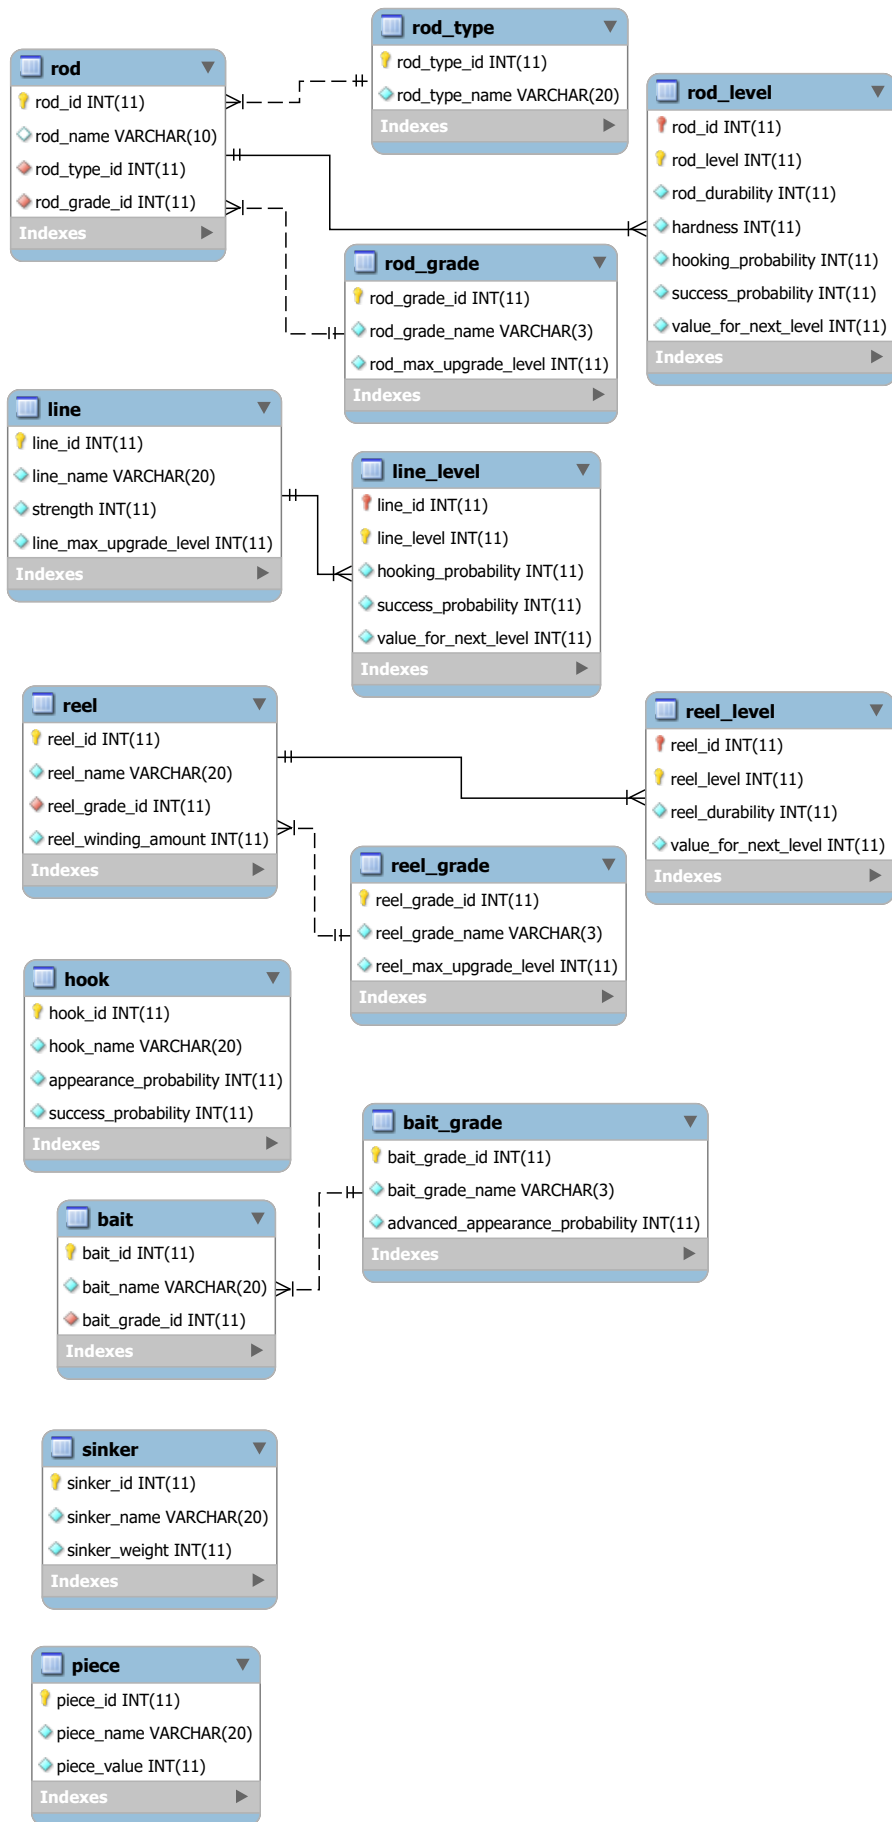 rod
rod_id INT(11)
rod_name VARCHAR(10)
rod_type_id INT(11)
rod_grade_id INT(11)
Indexes
rod_type
rod_type_id INT(11)
rod_type_name VARCHAR(20)
Indexes
rod_level
rod_id INT(11)
rod_level INT(11)
rod_durability INT(11)
hardness INT(11)
hooking_probability INT(11)
success_probability INT(11)
value_for_next_level INT(11)
Indexes
rod_grade
rod_grade_id INT(11)
rod_grade_name VARCHAR(3)
rod_max_upgrade_level INT(11)
Indexes
line
line_id INT(11)
line_name VARCHAR(20)
strength INT(11)
line_max_upgrade_level INT(11)
Indexes
line_level
line_id INT(11)
line_level INT(11)
hooking_probability INT(11)
success_probability INT(11)
value_for_next_level INT(11)
Indexes
reel
reel_id INT(11)
reel_name VARCHAR(20)
reel_grade_id INT(11)
reel_winding_amount INT(11)
Indexes
reel_level
reel_id INT(11)
reel_level INT(11)
reel_durability INT(11)
value_for_next_level INT(11)
Indexes
reel_grade
reel_grade_id INT(11)
reel_grade_name VARCHAR(3)
reel_max_upgrade_level INT(11)
Indexes
hook
hook_id INT(11)
hook_name VARCHAR(20)
appearance_probability INT(11)
success_probability INT(11)
Indexes
bait_grade
bait_grade_id INT(11)
bait_grade_name VARCHAR(3)
advanced_appearance_probability INT(11)
Indexes
bait
bait_id INT(11)
bait_name VARCHAR(20)
bait_grade_id INT(11)
Indexes
sinker
sinker_id INT(11)
sinker_name VARCHAR(20)
sinker_weight INT(11)
Indexes
piece
piece_id INT(11)
piece_name VARCHAR(20)
piece_value INT(11)
Indexes